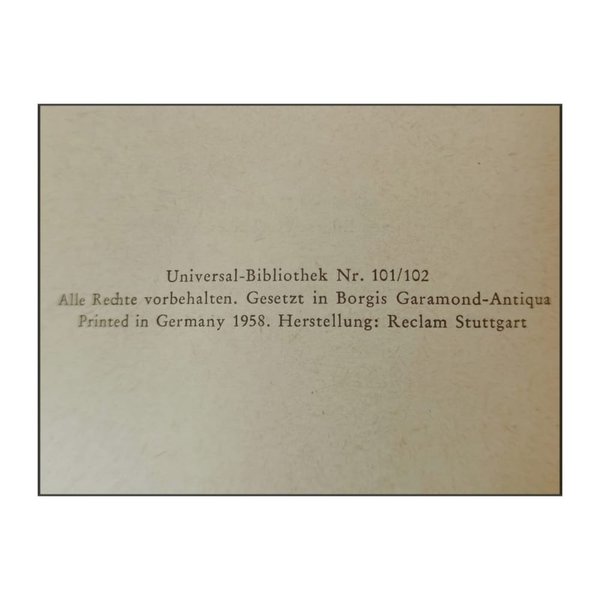 Universal-Bibliothek Nr. 101/102
Alle Rechte vorbehalten. Gesetzt in Borgis Garamond-Antiqua
Printed in Germany 1958. Herstellung: Reclam Stuttgart